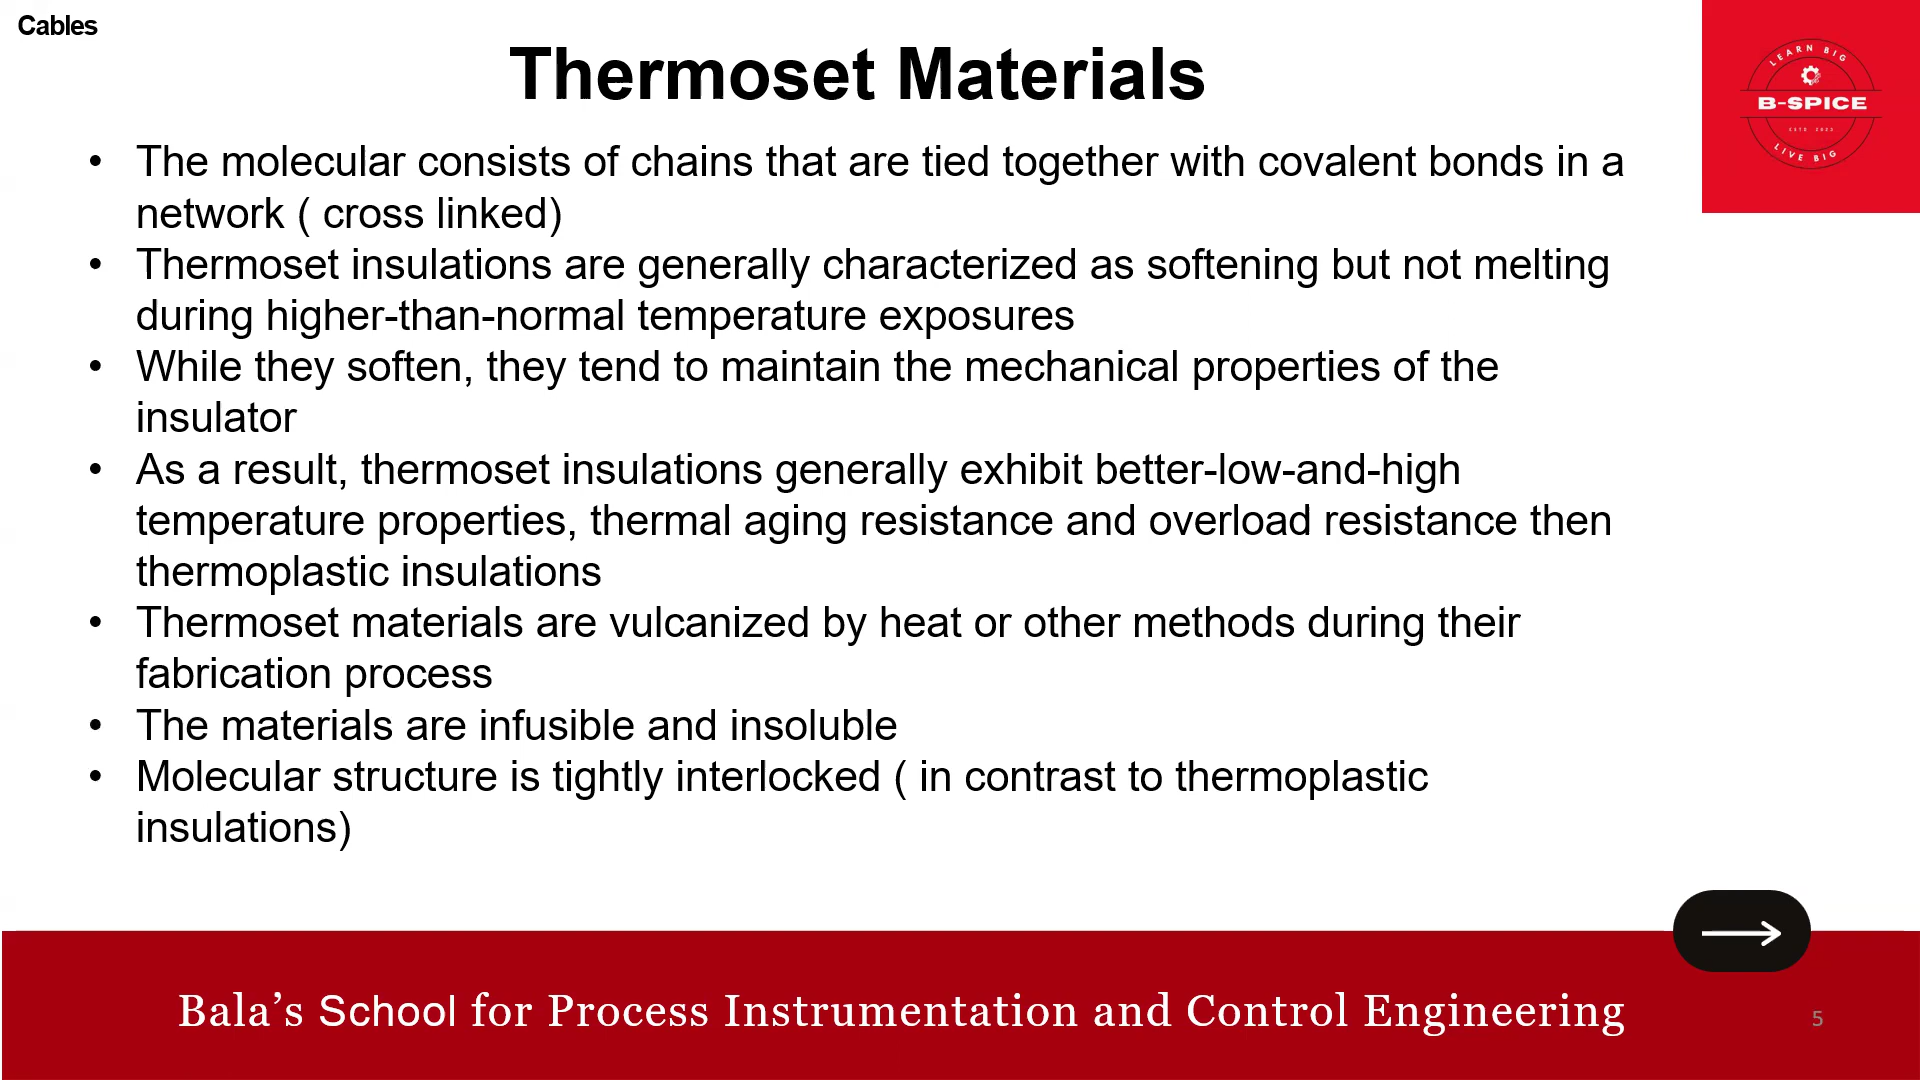 Cables
Thermoset Materials
LEARN BIG
B-SPICE
ESTD 2023
LIVE BIG
• The molecular consists of chains that are tied together with covalent bonds in a
network ( cross linked)
• Thermoset insulations are generally characterized as softening but not melting
during higher-than-normal temperature exposures
• While they soften, they tend to maintain the mechanical properties of the
insulator
• As a result, thermoset insulations generally exhibit better-low-and-high
temperature properties, thermal aging resistance and overload resistance then
thermoplastic insulations
• Thermoset materials are vulcanized by heat or other methods during their
fabrication process
• The materials are infusible and insoluble
• Molecular structure is tightly interlocked ( in contrast to thermoplastic
insulations)
Bala’s School for Process Instrumentation and Control Engineering
5